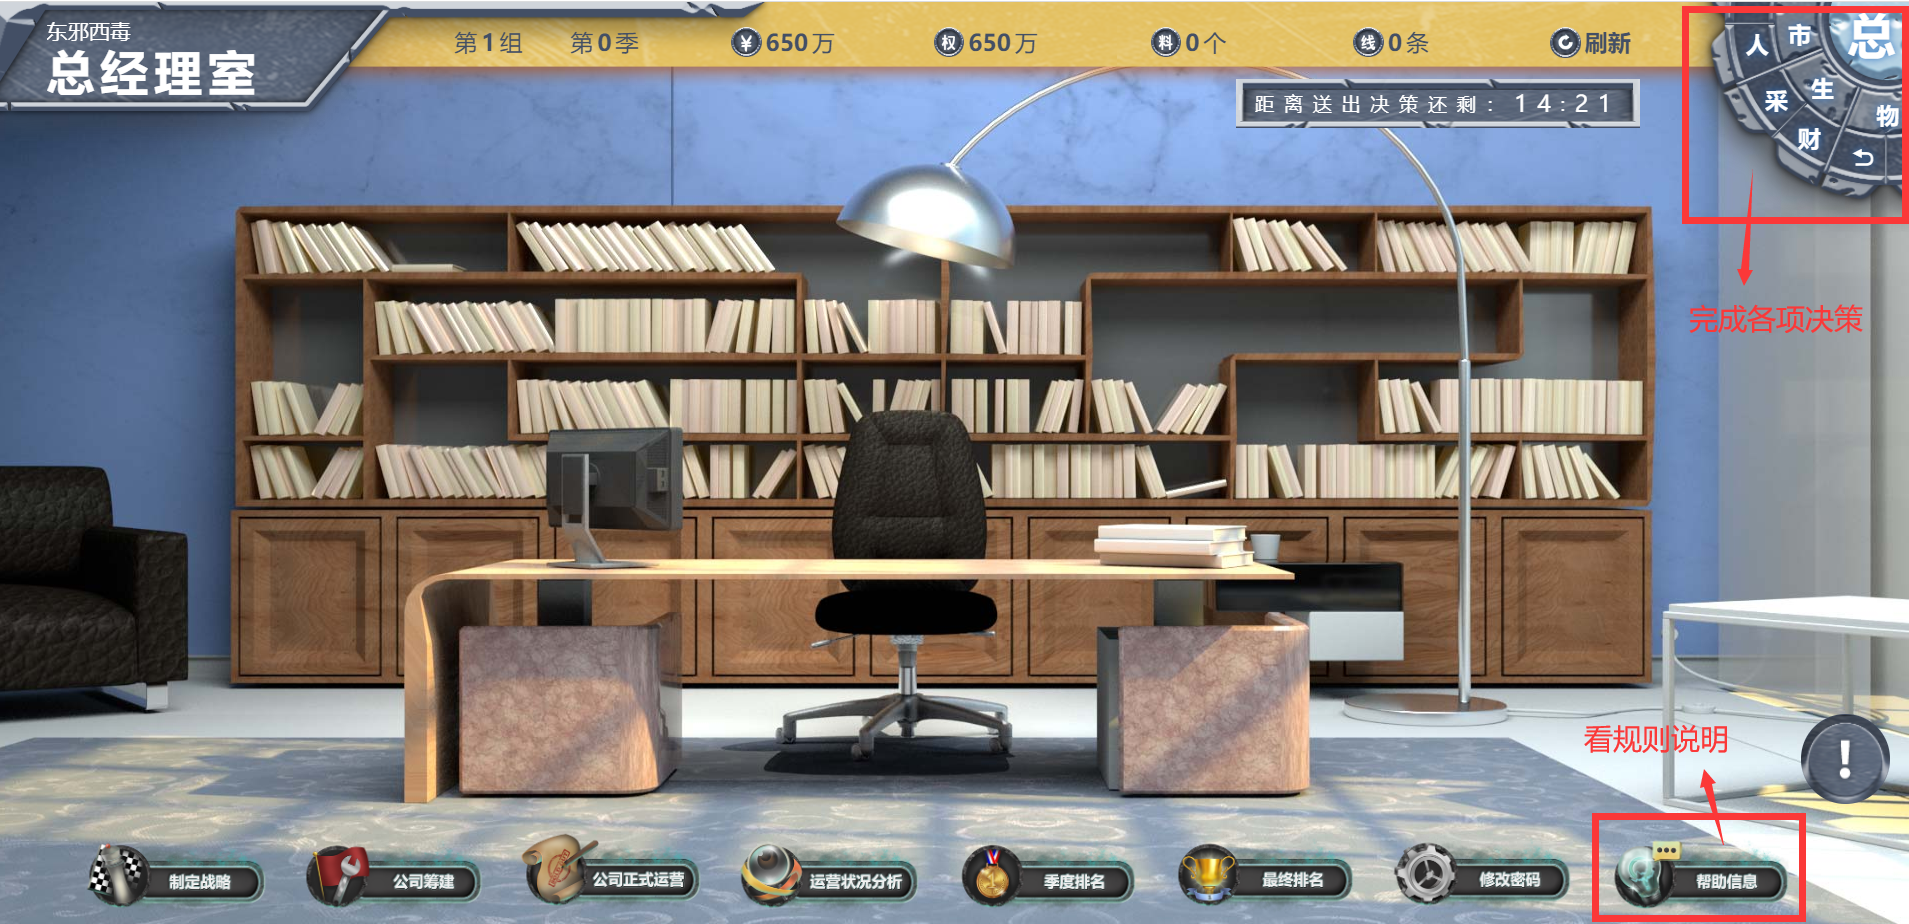 东邪西毒
总经理室
第1组 第0季 ¥ 650万 权 650万 料 0个 线 0条 刷新
距离送出决策还剩: 14:21
总
市
人
生
采
物
财
完成各项决策
看规则说明
!
制定战略 公司筹建 公司正式运营 运营状况分析 季度排名 最终排名 修改密码 帮助信息